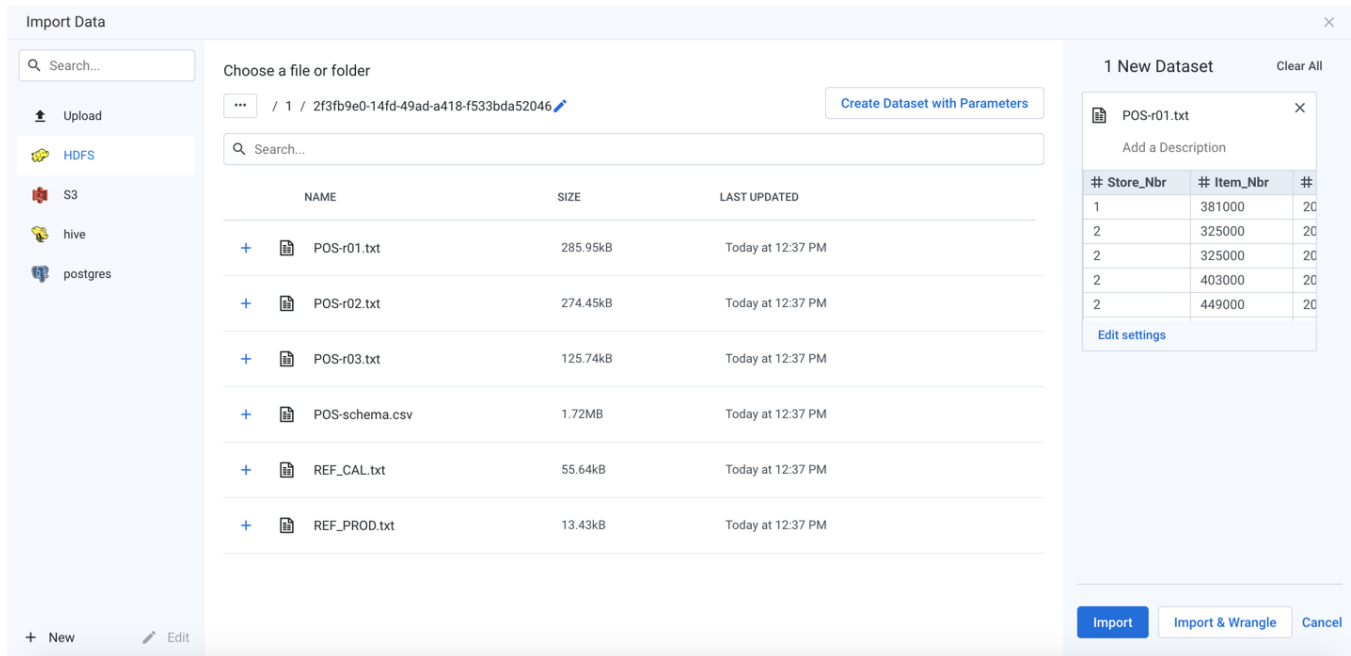 Import Data
Search...
Upload
HDFS
S3
hive
postgres
+ New
Edit
Choose a file or folder
... / 1 / 2f3fb9e0-14fd-49ad-a418-f533bda52046
Create Dataset with Parameters
Search...
NAME SIZE LAST UPDATED
+ POS-r01.txt 285.95kB Today at 12:37 PM
+ POS-r02.txt 274.45kB Today at 12:37 PM
+ POS-r03.txt 125.74kB Today at 12:37 PM
+ POS-schema.csv 1.72MB Today at 12:37 PM
+ REF_CAL.txt 55.64kB Today at 12:37 PM
+ REF_PROD.txt 13.43kB Today at 12:37 PM
1 New Dataset Clear All
POS-r01.txt
Add a Description
# Store_Nbr # Item_Nbr #
1 381000 20
2 325000 20
2 325000 20
2 403000 20
2 449000 20
Edit settings
Import Import & Wrangle Cancel